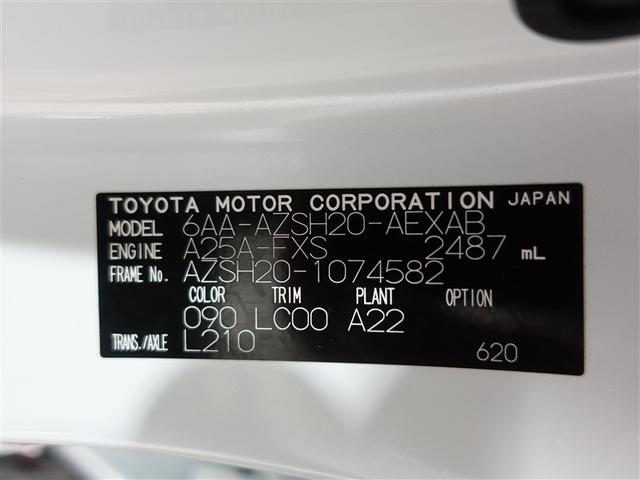 TOYOTA MOTOR CORPORATION JAPAN
MODEL 6AA-AZSH20-AEXAB
ENGINE A25A-FXS 2487 mL
FRAME No. AZSH20-1074582
COLOR TRIM PLANT OPTION
090 LC00 A22
TRANS./AXLE L210 620